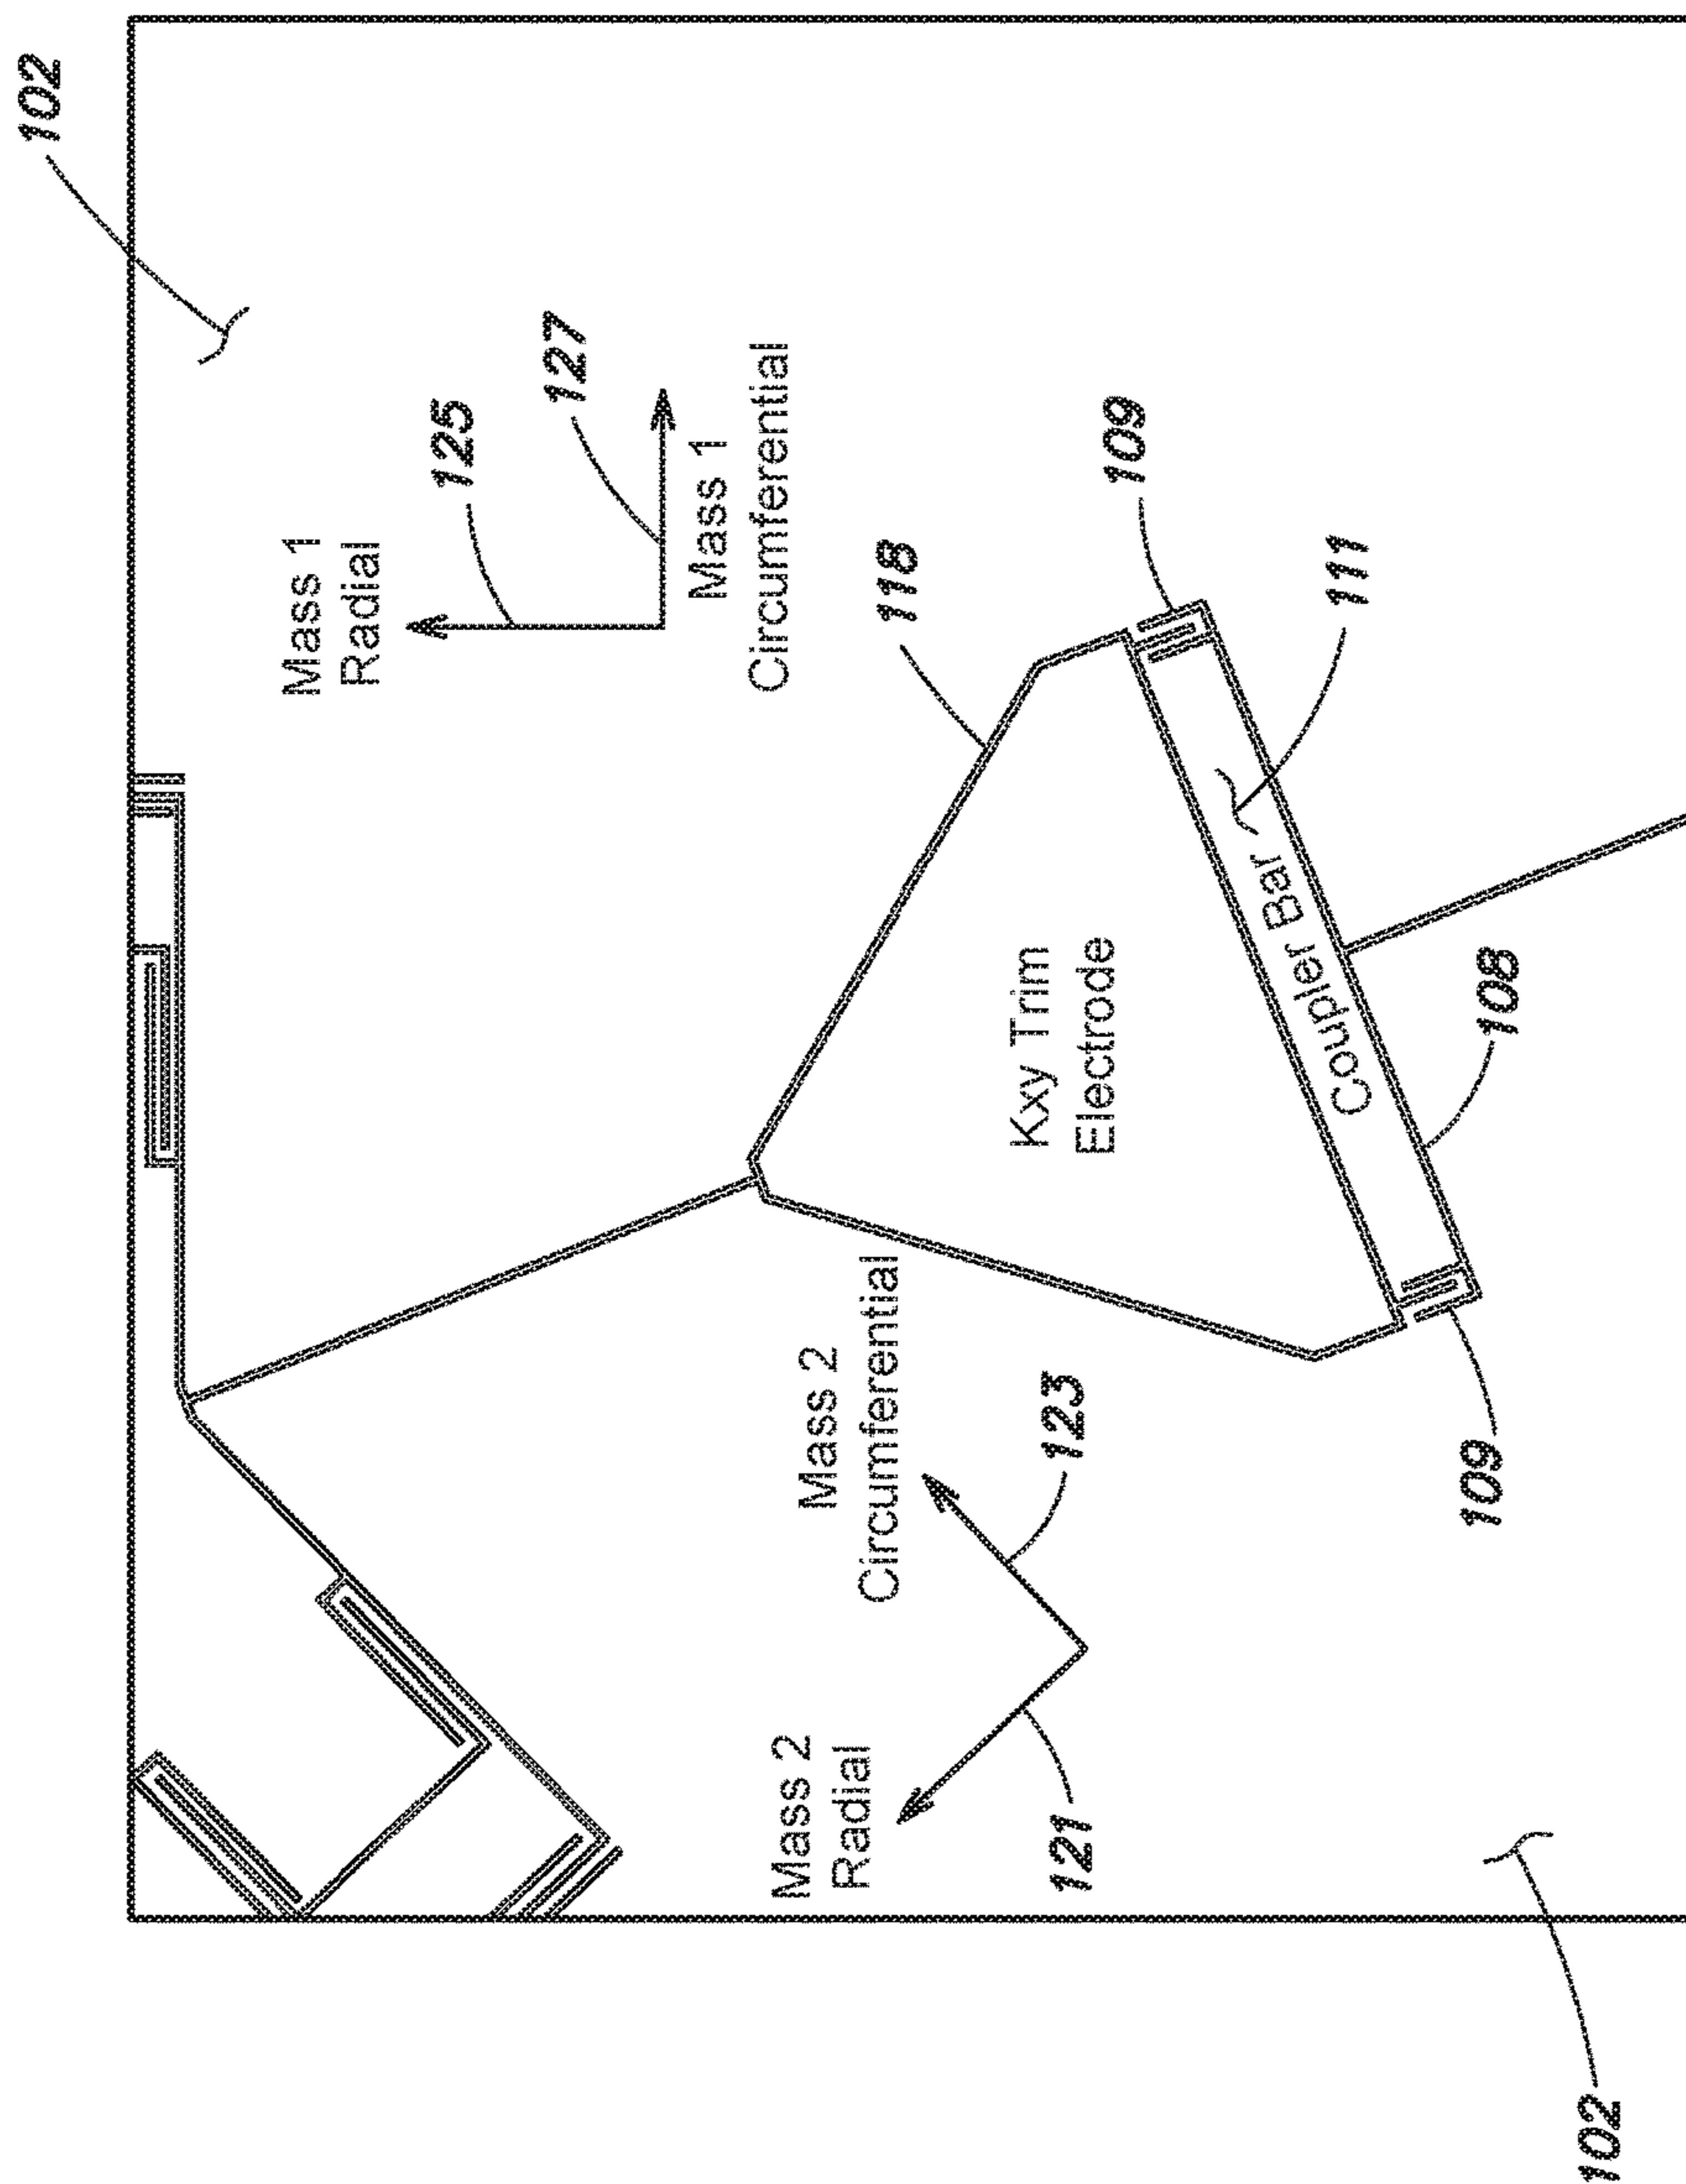 102
Mass 1
Radial
125
127
Mass 1
Circumferential
118
109
111
Kxy Trim
Electrode
Coupler Bar
108
109
Mass 2
Circumferential
123
Mass 2
Radial
121
102